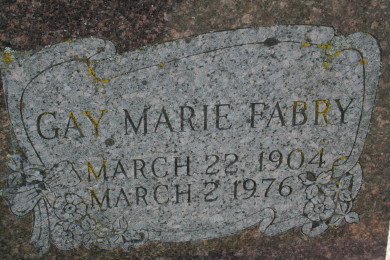 GAY MARIE FABRY
MARCH 22 1904
MARCH 2 1976